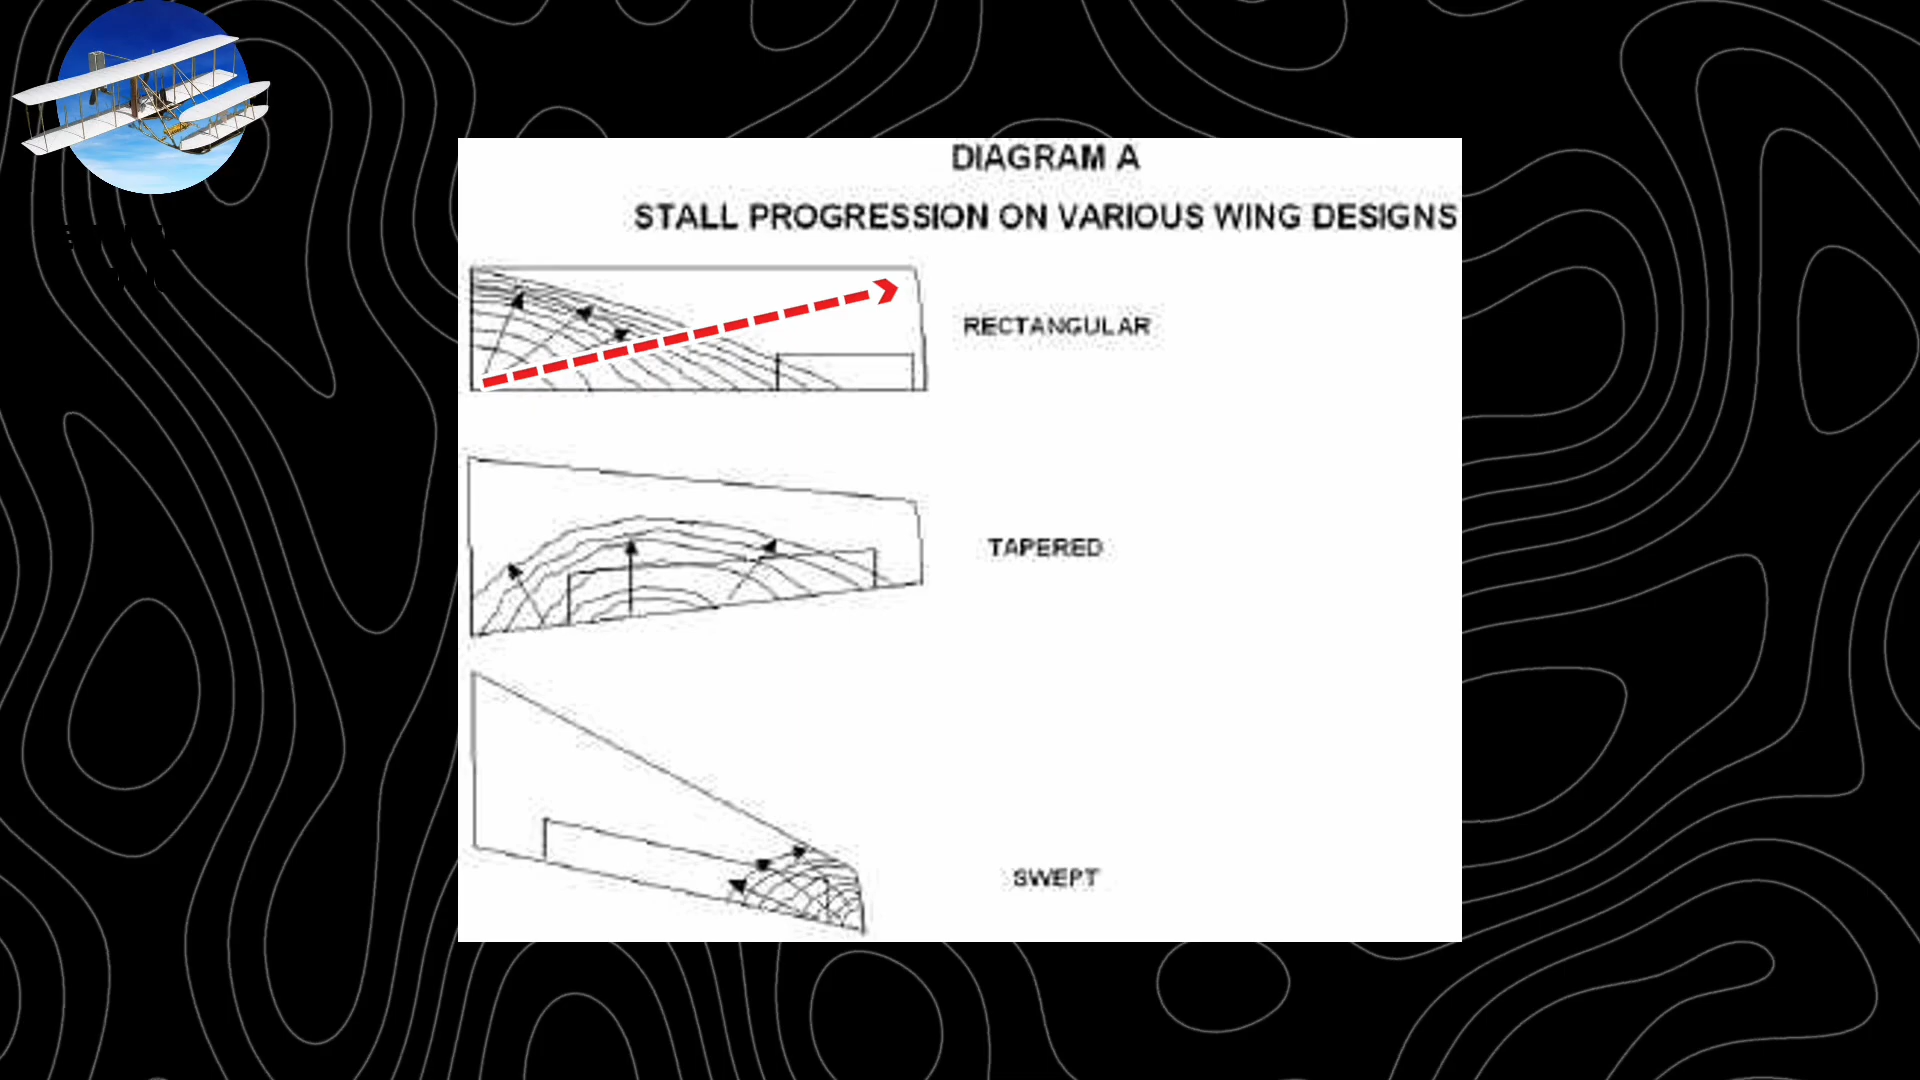 DIAGRAM A
STALL PROGRESSION ON VARIOUS WING DESIGNS
RECTANGULAR
TAPERED
SWEPT